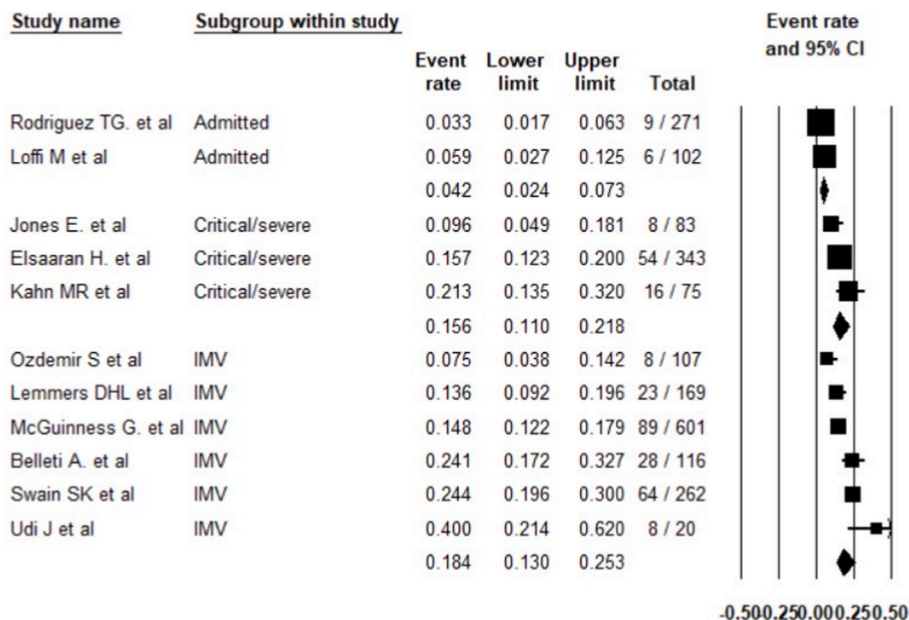 Study name Subgroup within study Event rate
and 95% CI
Event Lower Upper
rate limit limit Total
Rodriguez TG. et al Admitted 0.033 0.017 0.063 9 / 271
Loffi M et al Admitted 0.059 0.027 0.125 6 / 102
0.042 0.024 0.073
Jones E. et al Critical/severe 0.096 0.049 0.181 8 / 83
Elsaaran H. et al Critical/severe 0.157 0.123 0.200 54 / 343
Kahn MR et al Critical/severe 0.213 0.135 0.320 16 / 75
0.156 0.110 0.218
Ozdemir S et al IMV 0.075 0.038 0.142 8 / 107
Lemmers DHL et al IMV 0.136 0.092 0.196 23 / 169
McGuinness G. et al IMV 0.148 0.122 0.179 89 / 601
Belleti A. et al IMV 0.241 0.172 0.327 28 / 116
Swain SK et al IMV 0.244 0.196 0.300 64 / 262
Udi J et al IMV 0.400 0.214 0.620 8 / 20
0.184 0.130 0.253
-0.50 -0.25 0.00 0.25 0.50